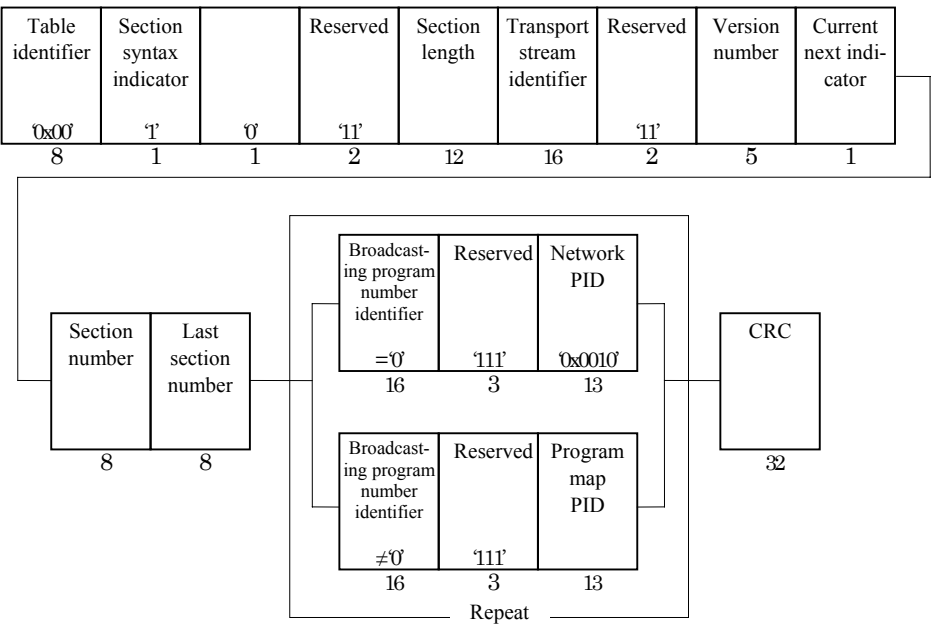 Table
identifier
‘0x00’
8
Section
syntax
indicator
‘1’
1
‘0’
1
Reserved
‘11’
2
Section
length
12
Transport
stream
identifier
16
Reserved
‘11’
2
Version
number
5
Current
next indi-
cator
1
Section
number
8
Last
section
number
8
Broadcast-
ing program
number
identifier
=‘0’
16
Reserved
‘111’
3
Network
PID
‘0x0010’
13
Broadcast-
ing program
number
identifier
≠‘0’
16
Reserved
‘111’
3
Program
map
PID
13
Repeat
CRC
32